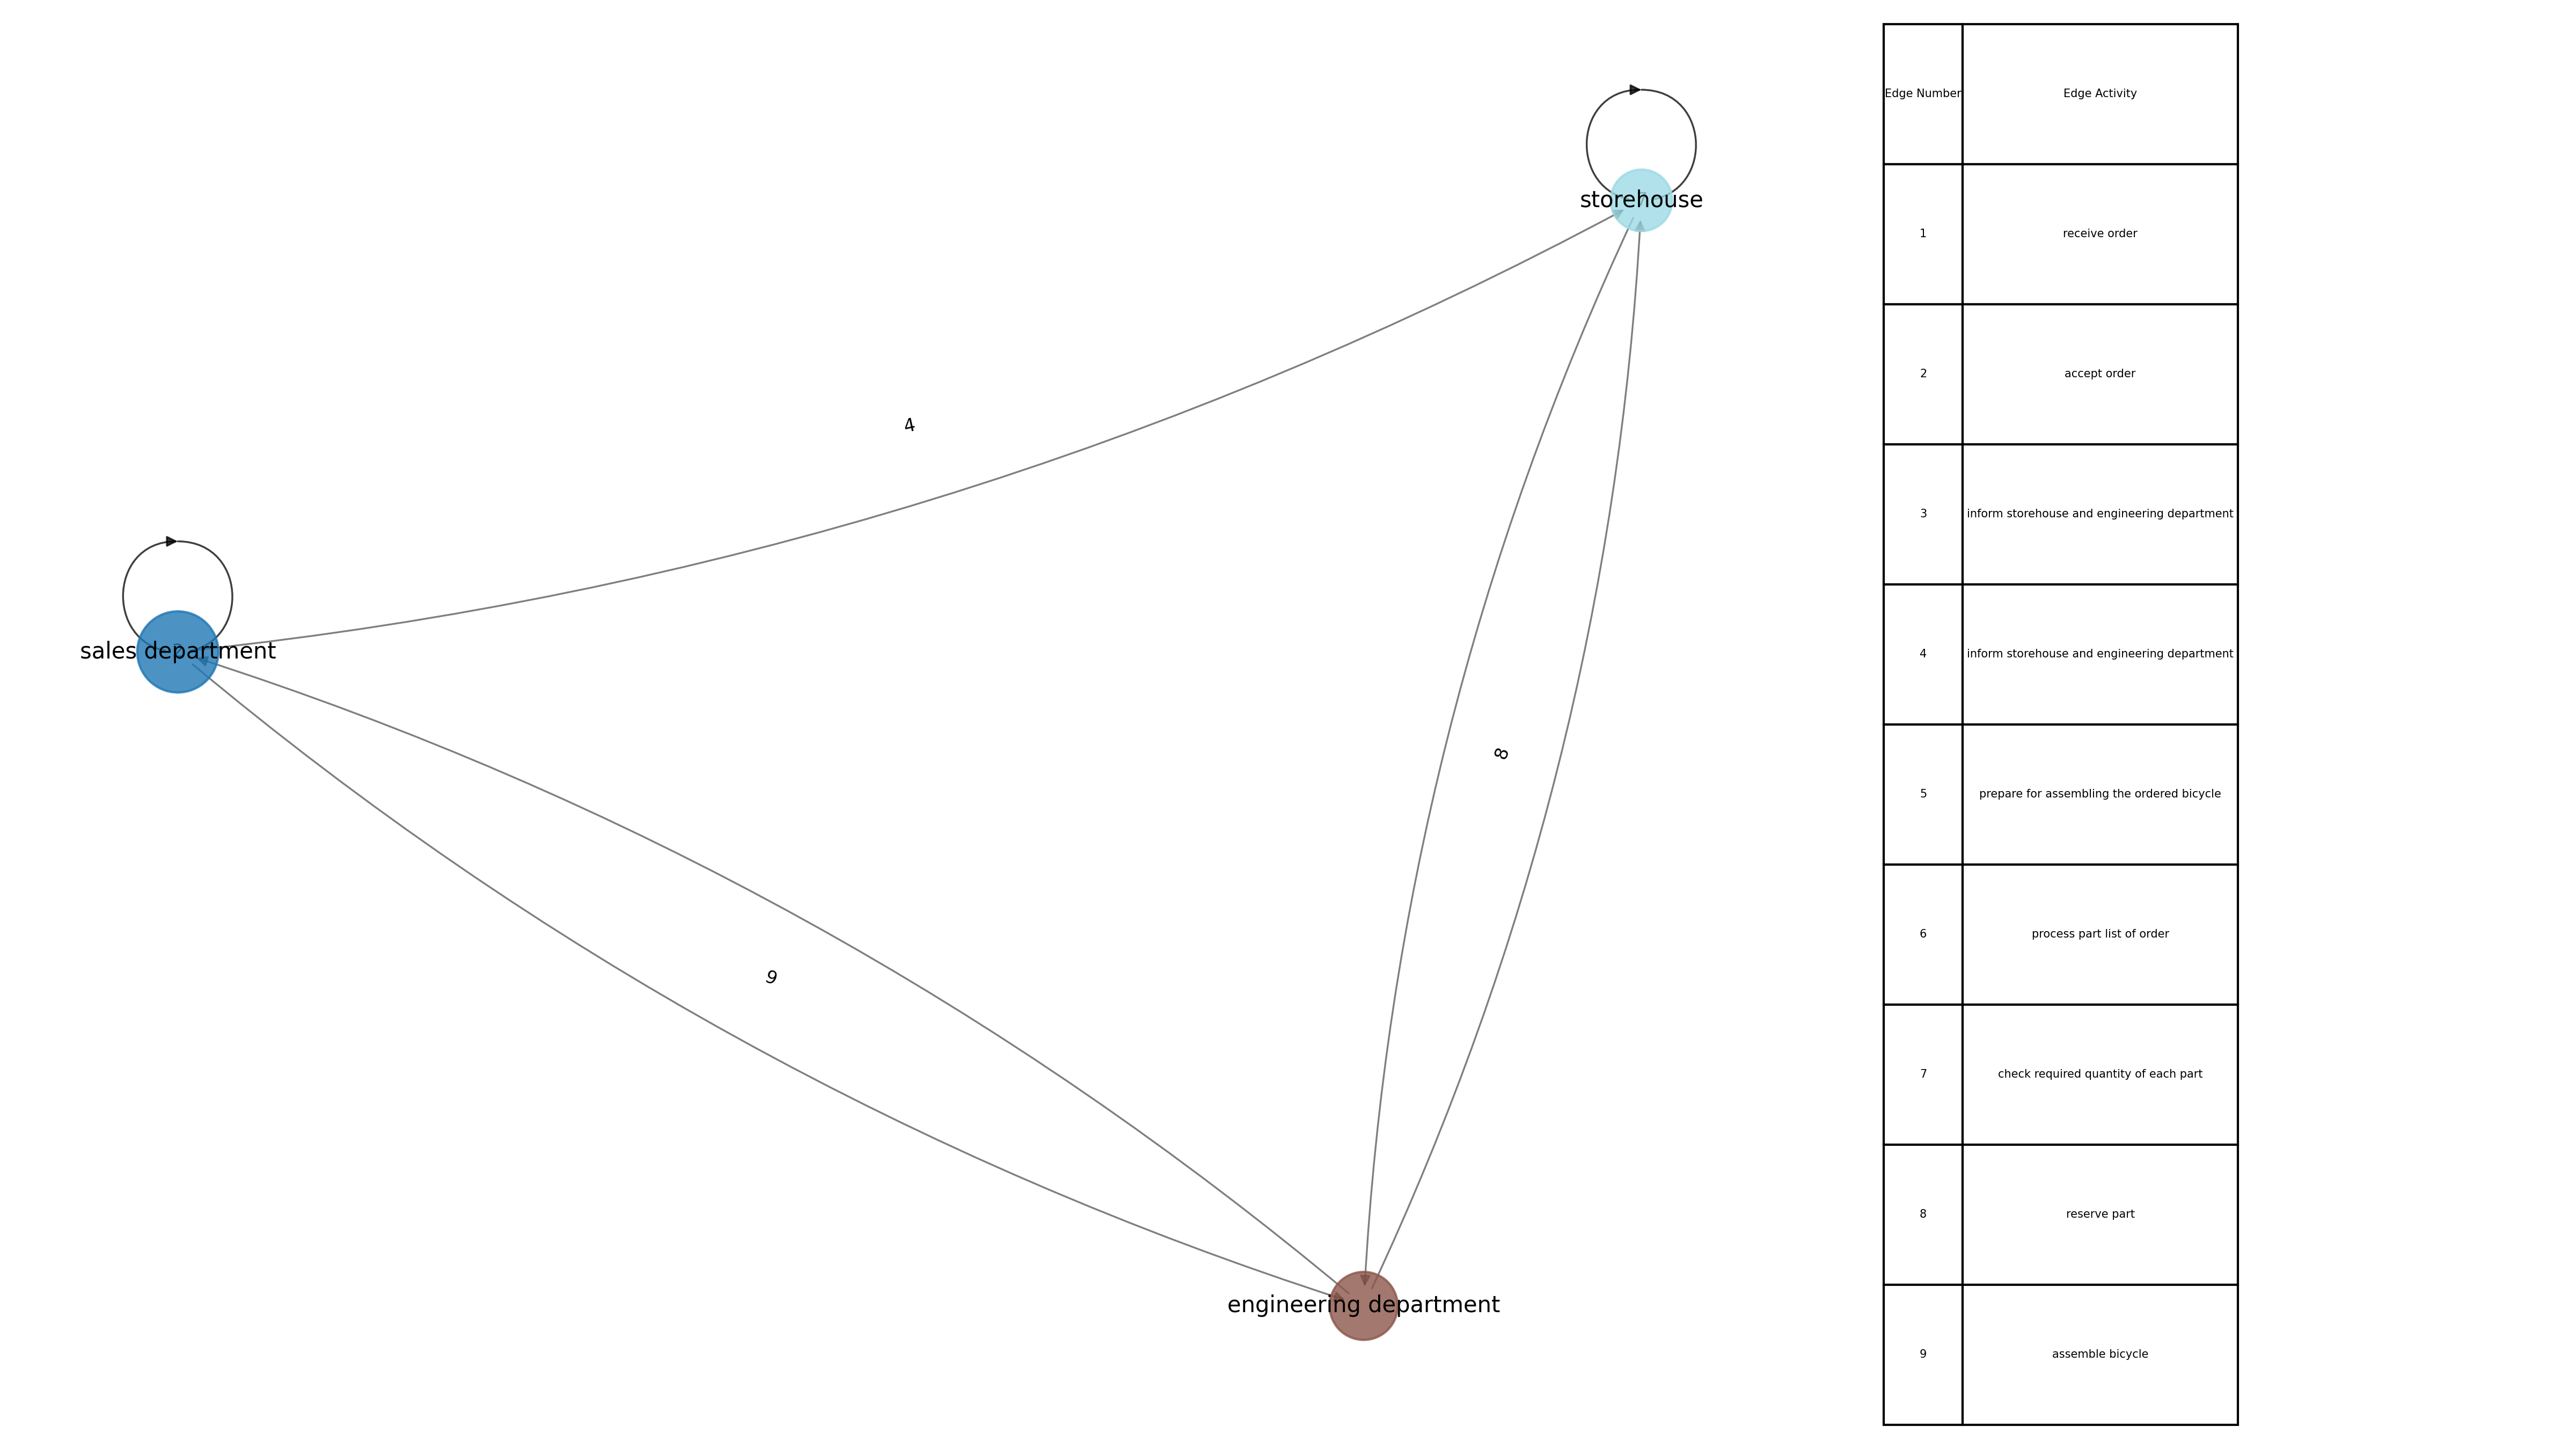 storehouse
4
sales department
8
9
engineering department
Edge Number Edge Activity
1 receive order
2 accept order
3 inform storehouse and engineering department
4 inform storehouse and engineering department
5 prepare for assembling the ordered bicycle
6 process part list of order
7 check required quantity of each part
8 reserve part
9 assemble bicycle